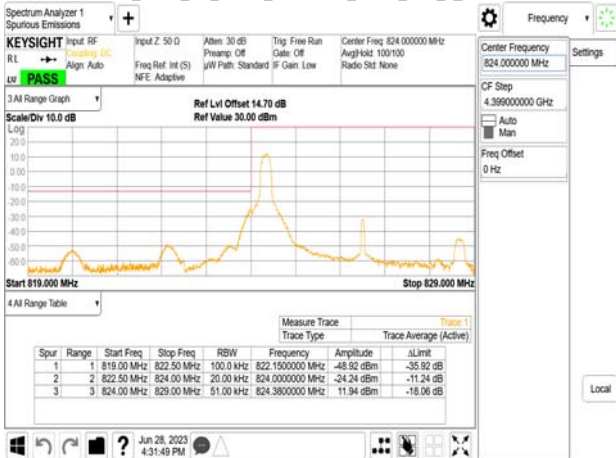 Spectrum Analyzer 1
Spurious Emissions
+
Frequency
KEYSIGHT Input: RF Input Z: 50 Ω Atten: 30 dB Trig: Free Run Center Freq: 824.000000 MHz
RL Coupling: DC Preamp: Off Gate: Off Avg|Hold: 100/100
Align: Auto Freq Ref: Int (S) µW Path: Standard IF Gain: Low Radio Std: None
LW PASS NFE: Adaptive
Center Frequency
824.000000 MHz
Settings
CF Step
4.399000000 GHz
Auto
Man
Freq Offset
0 Hz
Local
3 All Range Graph
Scale/Div 10.0 dB
Ref Lvl Offset 14.70 dB
Ref Value 30.00 dBm
Log
20.0
10.0
0.00
-10.0
-20.0
-30.0
-40.0
-50.0
-60.0
Start 819.000 MHz Stop 829.000 MHz
4 All Range Table
Measure Trace Trace 1
Trace Type Trace Average (Active)
Spur Range Start Freq Stop Freq RBW Frequency Amplitude ΔLimit
1 1 819.00 MHz 822.50 MHz 100.0 kHz 822.1500000 MHz -48.92 dBm -35.92 dB
2 2 822.50 MHz 824.00 MHz 20.00 kHz 824.0000000 MHz -24.24 dBm -11.24 dB
3 3 824.00 MHz 829.00 MHz 51.00 kHz 824.3800000 MHz 11.94 dBm -18.06 dB
?
Jun 28, 2023
4:31:49 PM